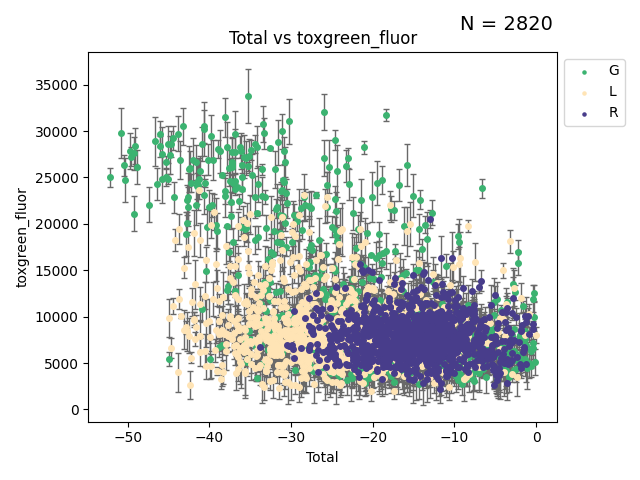 N = 2820
Total vs toxgreen_fluor
35000
30000
25000
20000
15000
10000
5000
0
toxgreen_fluor
−50
−40
−30
−20
−10
0
Total
G
L
R